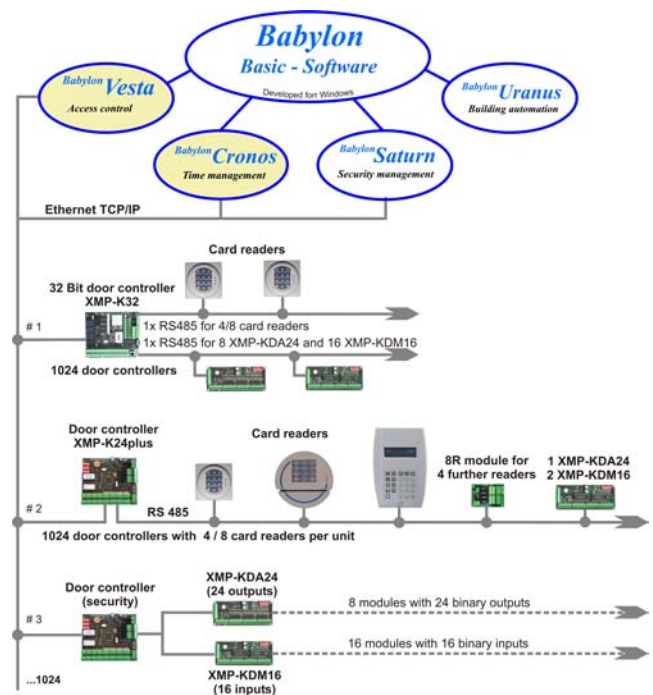 Babylon
Basic - Software
Developed forr Windows
Babylon Vesta
Access control
Babylon Uranus
Building automation
Babylon Cronos
Time management
Babylon Saturn
Security management
Ethernet TCP/IP
Card readers
32 Bit door controller
XMP-K32
# 1
1x RS485 for 4/8 card readers
1x RS485 for 8 XMP-KDA24 and 16 XMP-KDM16
1024 door controllers
Door controller
XMP-K24plus
Card readers
8R module for
4 further readers
1 XMP-KDA24
2 XMP-KDM16
# 2
RS 485
1024 door controllers with 4 / 8 card readers per unit
Door controller
(security)
XMP-KDA24
(24 outputs)
8 modules with 24 binary outputs
# 3
16 modules with 16 binary inputs
XMP-KDM16
(16 inputs)
...1024